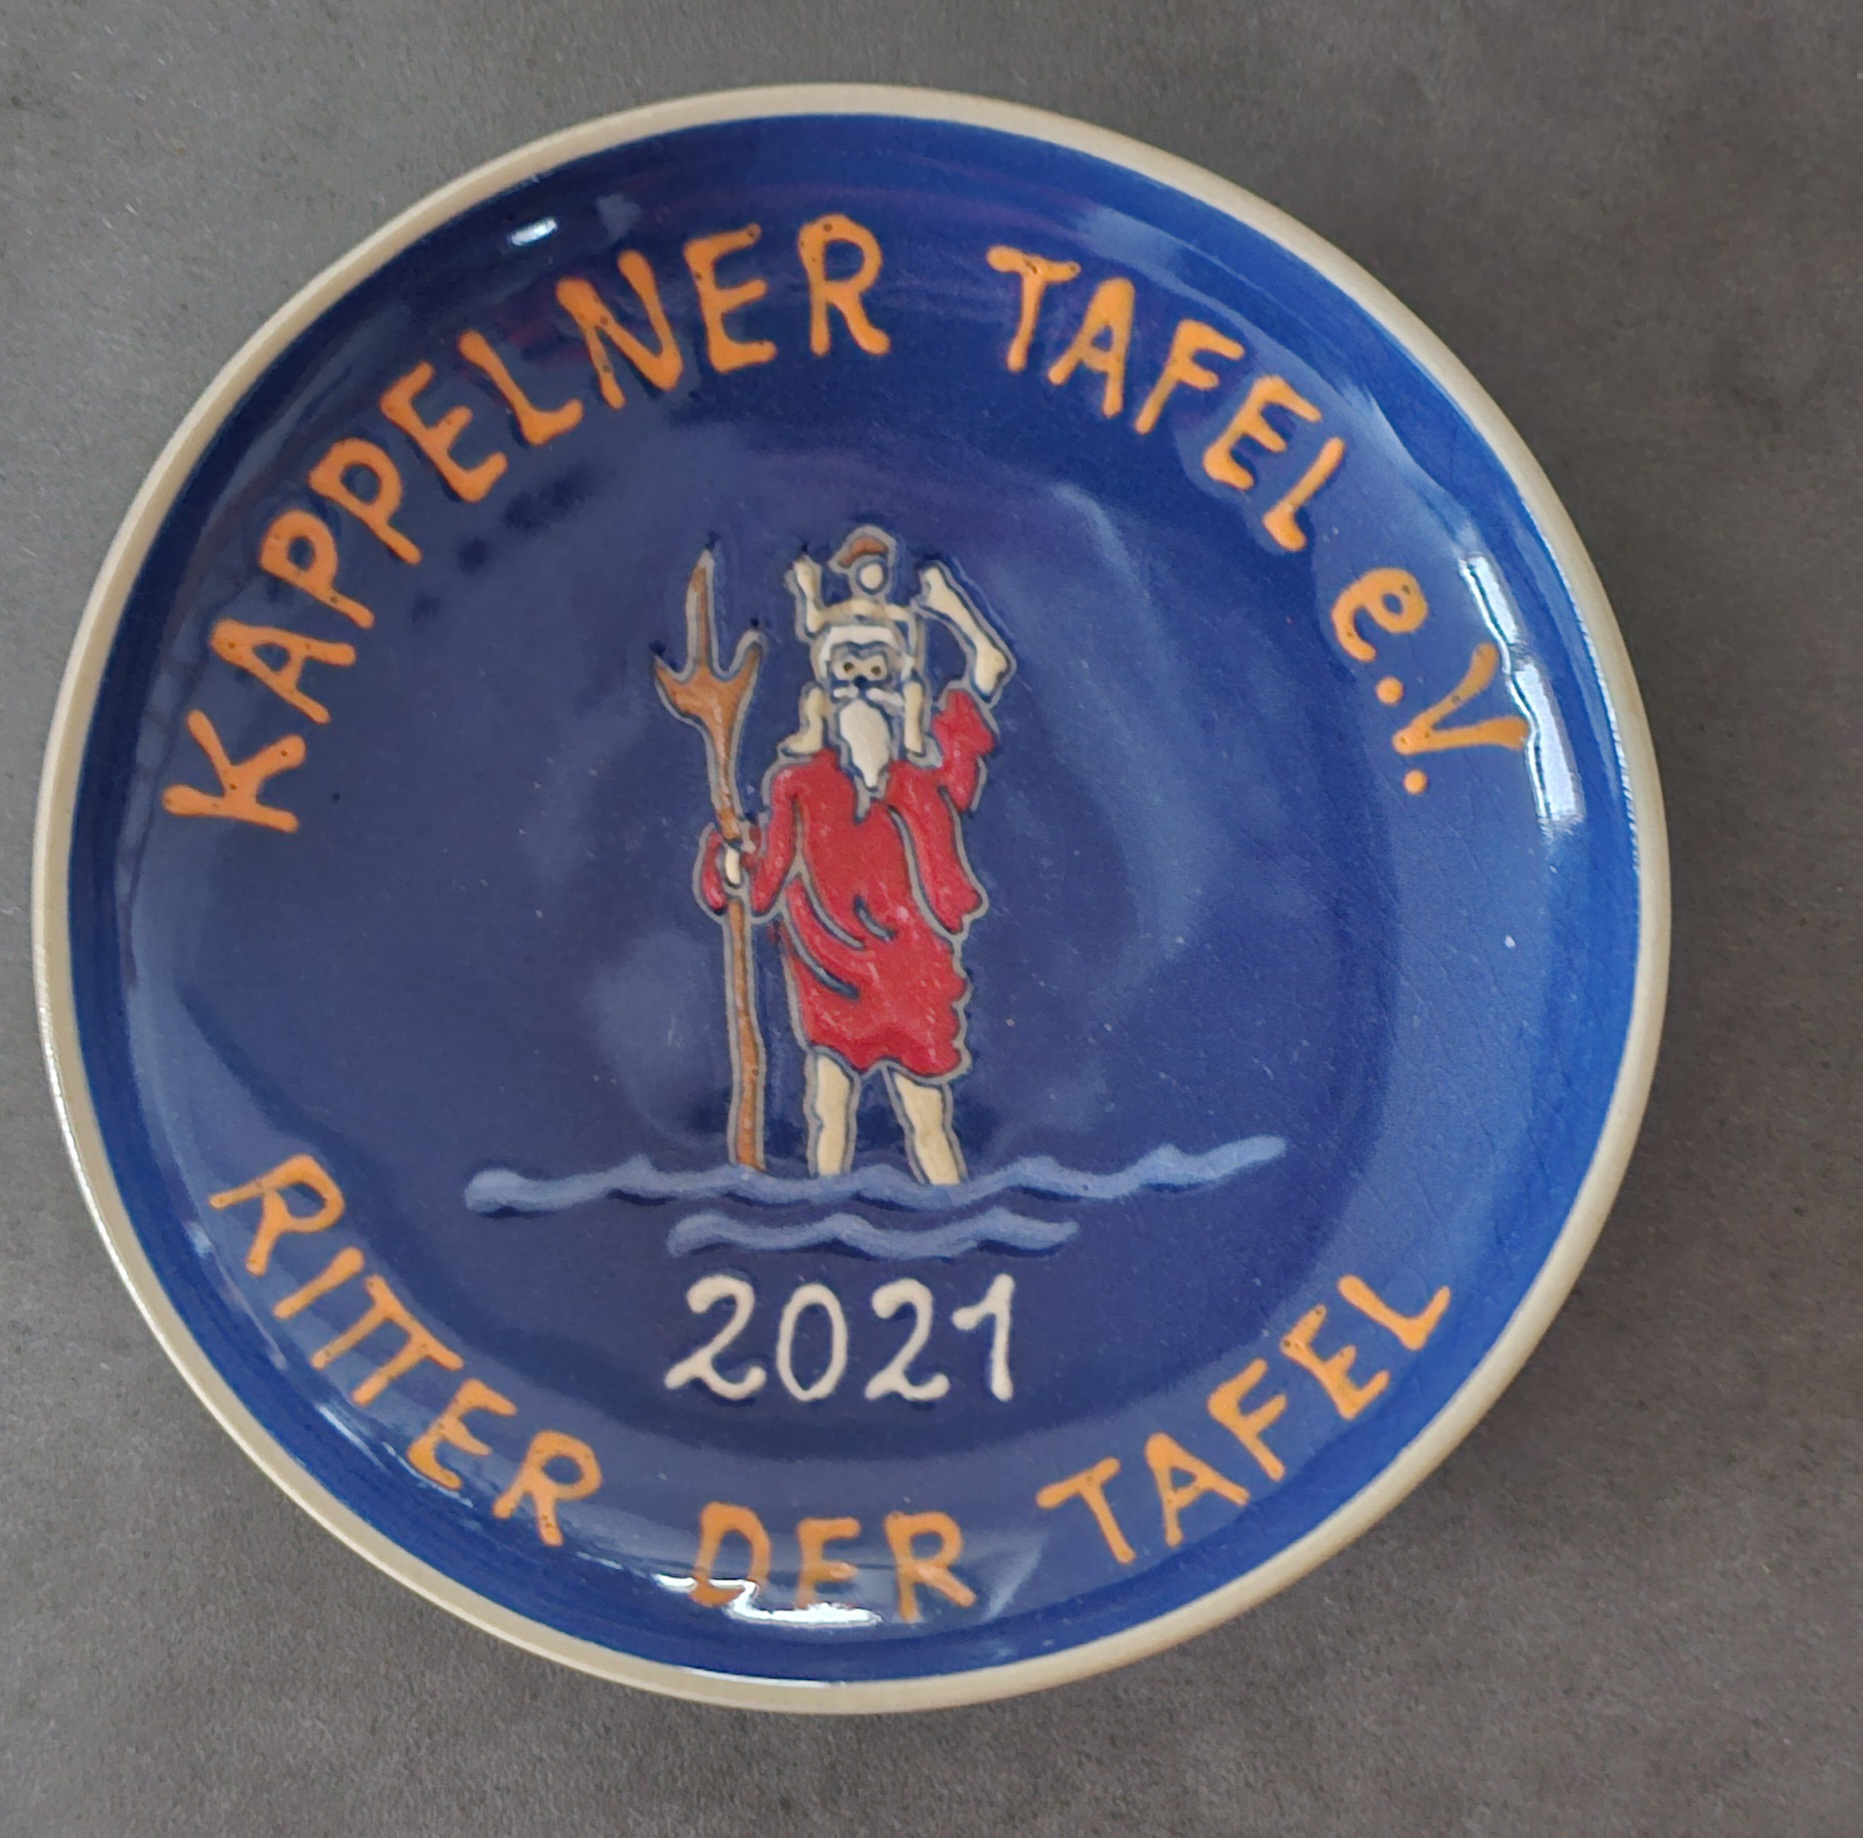 KAPPELNER TAFEL e.V.
2021
RITTER DER TAFEL